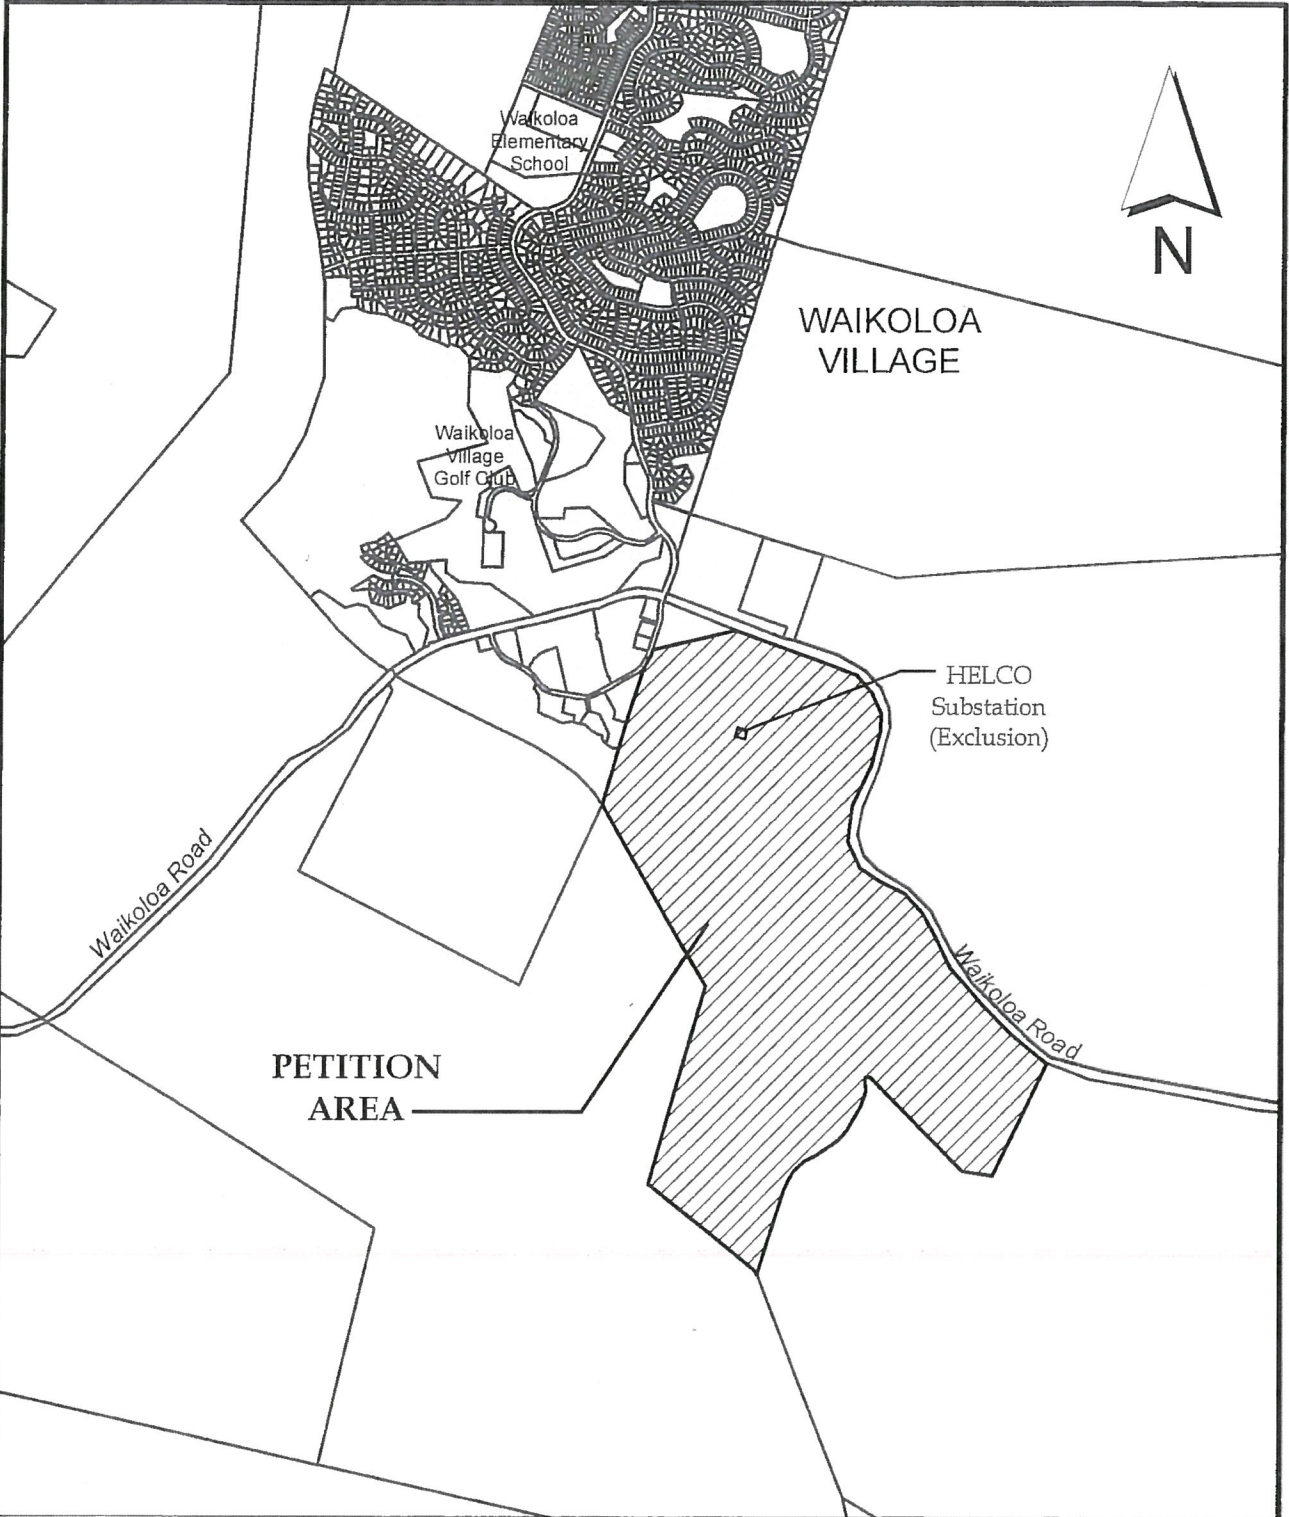 Waikoloa
Elementary
School
N
WAIKOLOA
VILLAGE
Waikoloa
Village
Golf Club
HELCO
Substation
(Exclusion)
Waikoloa Road
Waikoloa Road
PETITION
AREA